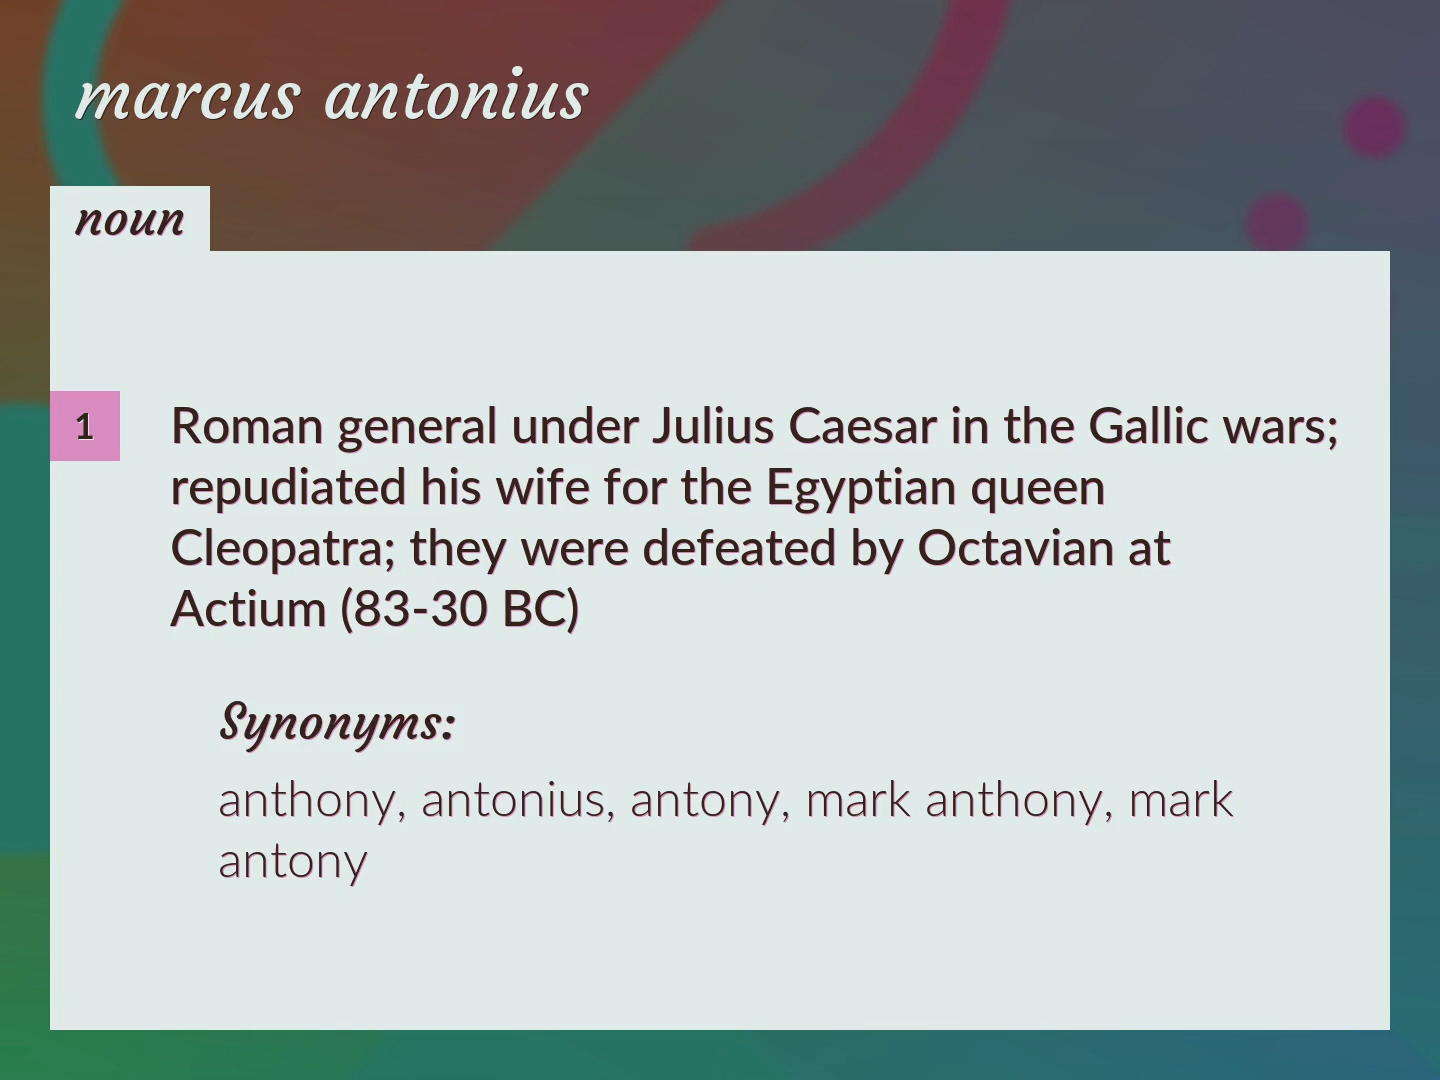 marcus antonius
noun
1
Roman general under Julius Caesar in the Gallic wars;
repudiated his wife for the Egyptian queen
Cleopatra; they were defeated by Octavian at
Actium (83-30 BC)
Synonyms:
anthony, antonius, antony, mark anthony, mark
antony